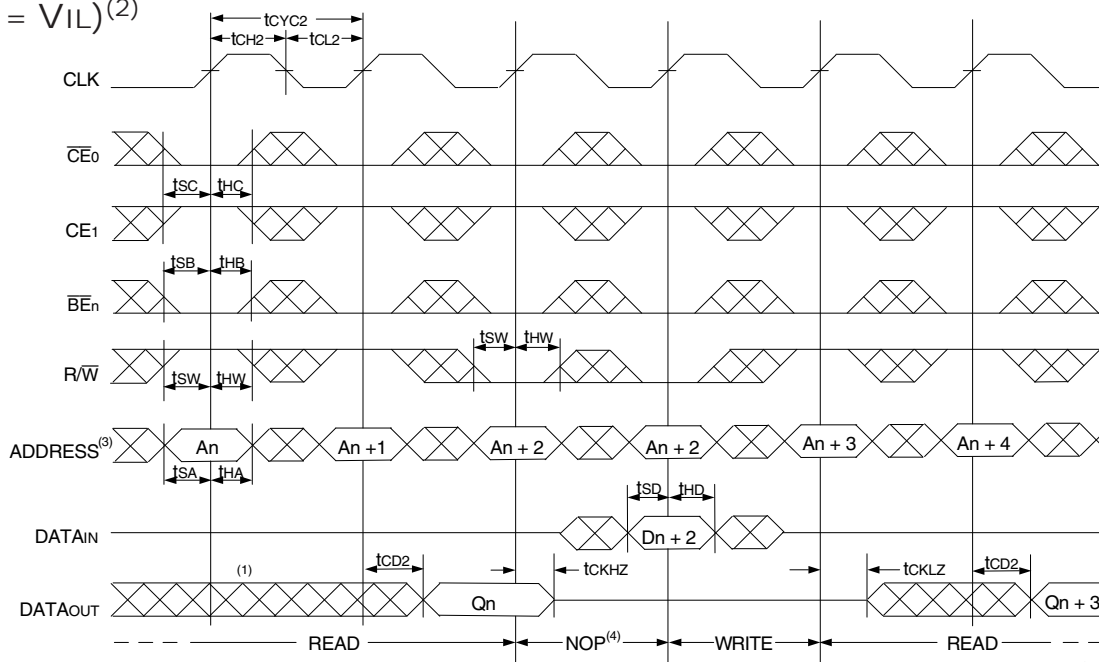 = VIL)(2)
tCYC2
tCH2 tCL2
CLK
CE0
tSC tHC
CE1
tSB tHB
BEn
tSW tHW
R/W
tSW tHW
ADDRESS(3) An An +1 An + 2 An + 2 An + 3 An + 4
tSA tHA
tSD tHD
DATAIN Dn + 2
tCD2 tCKHZ tCKLZ tCD2
(1)
DATAOUT Qn Qn + 3
READ NOP(4) WRITE READ